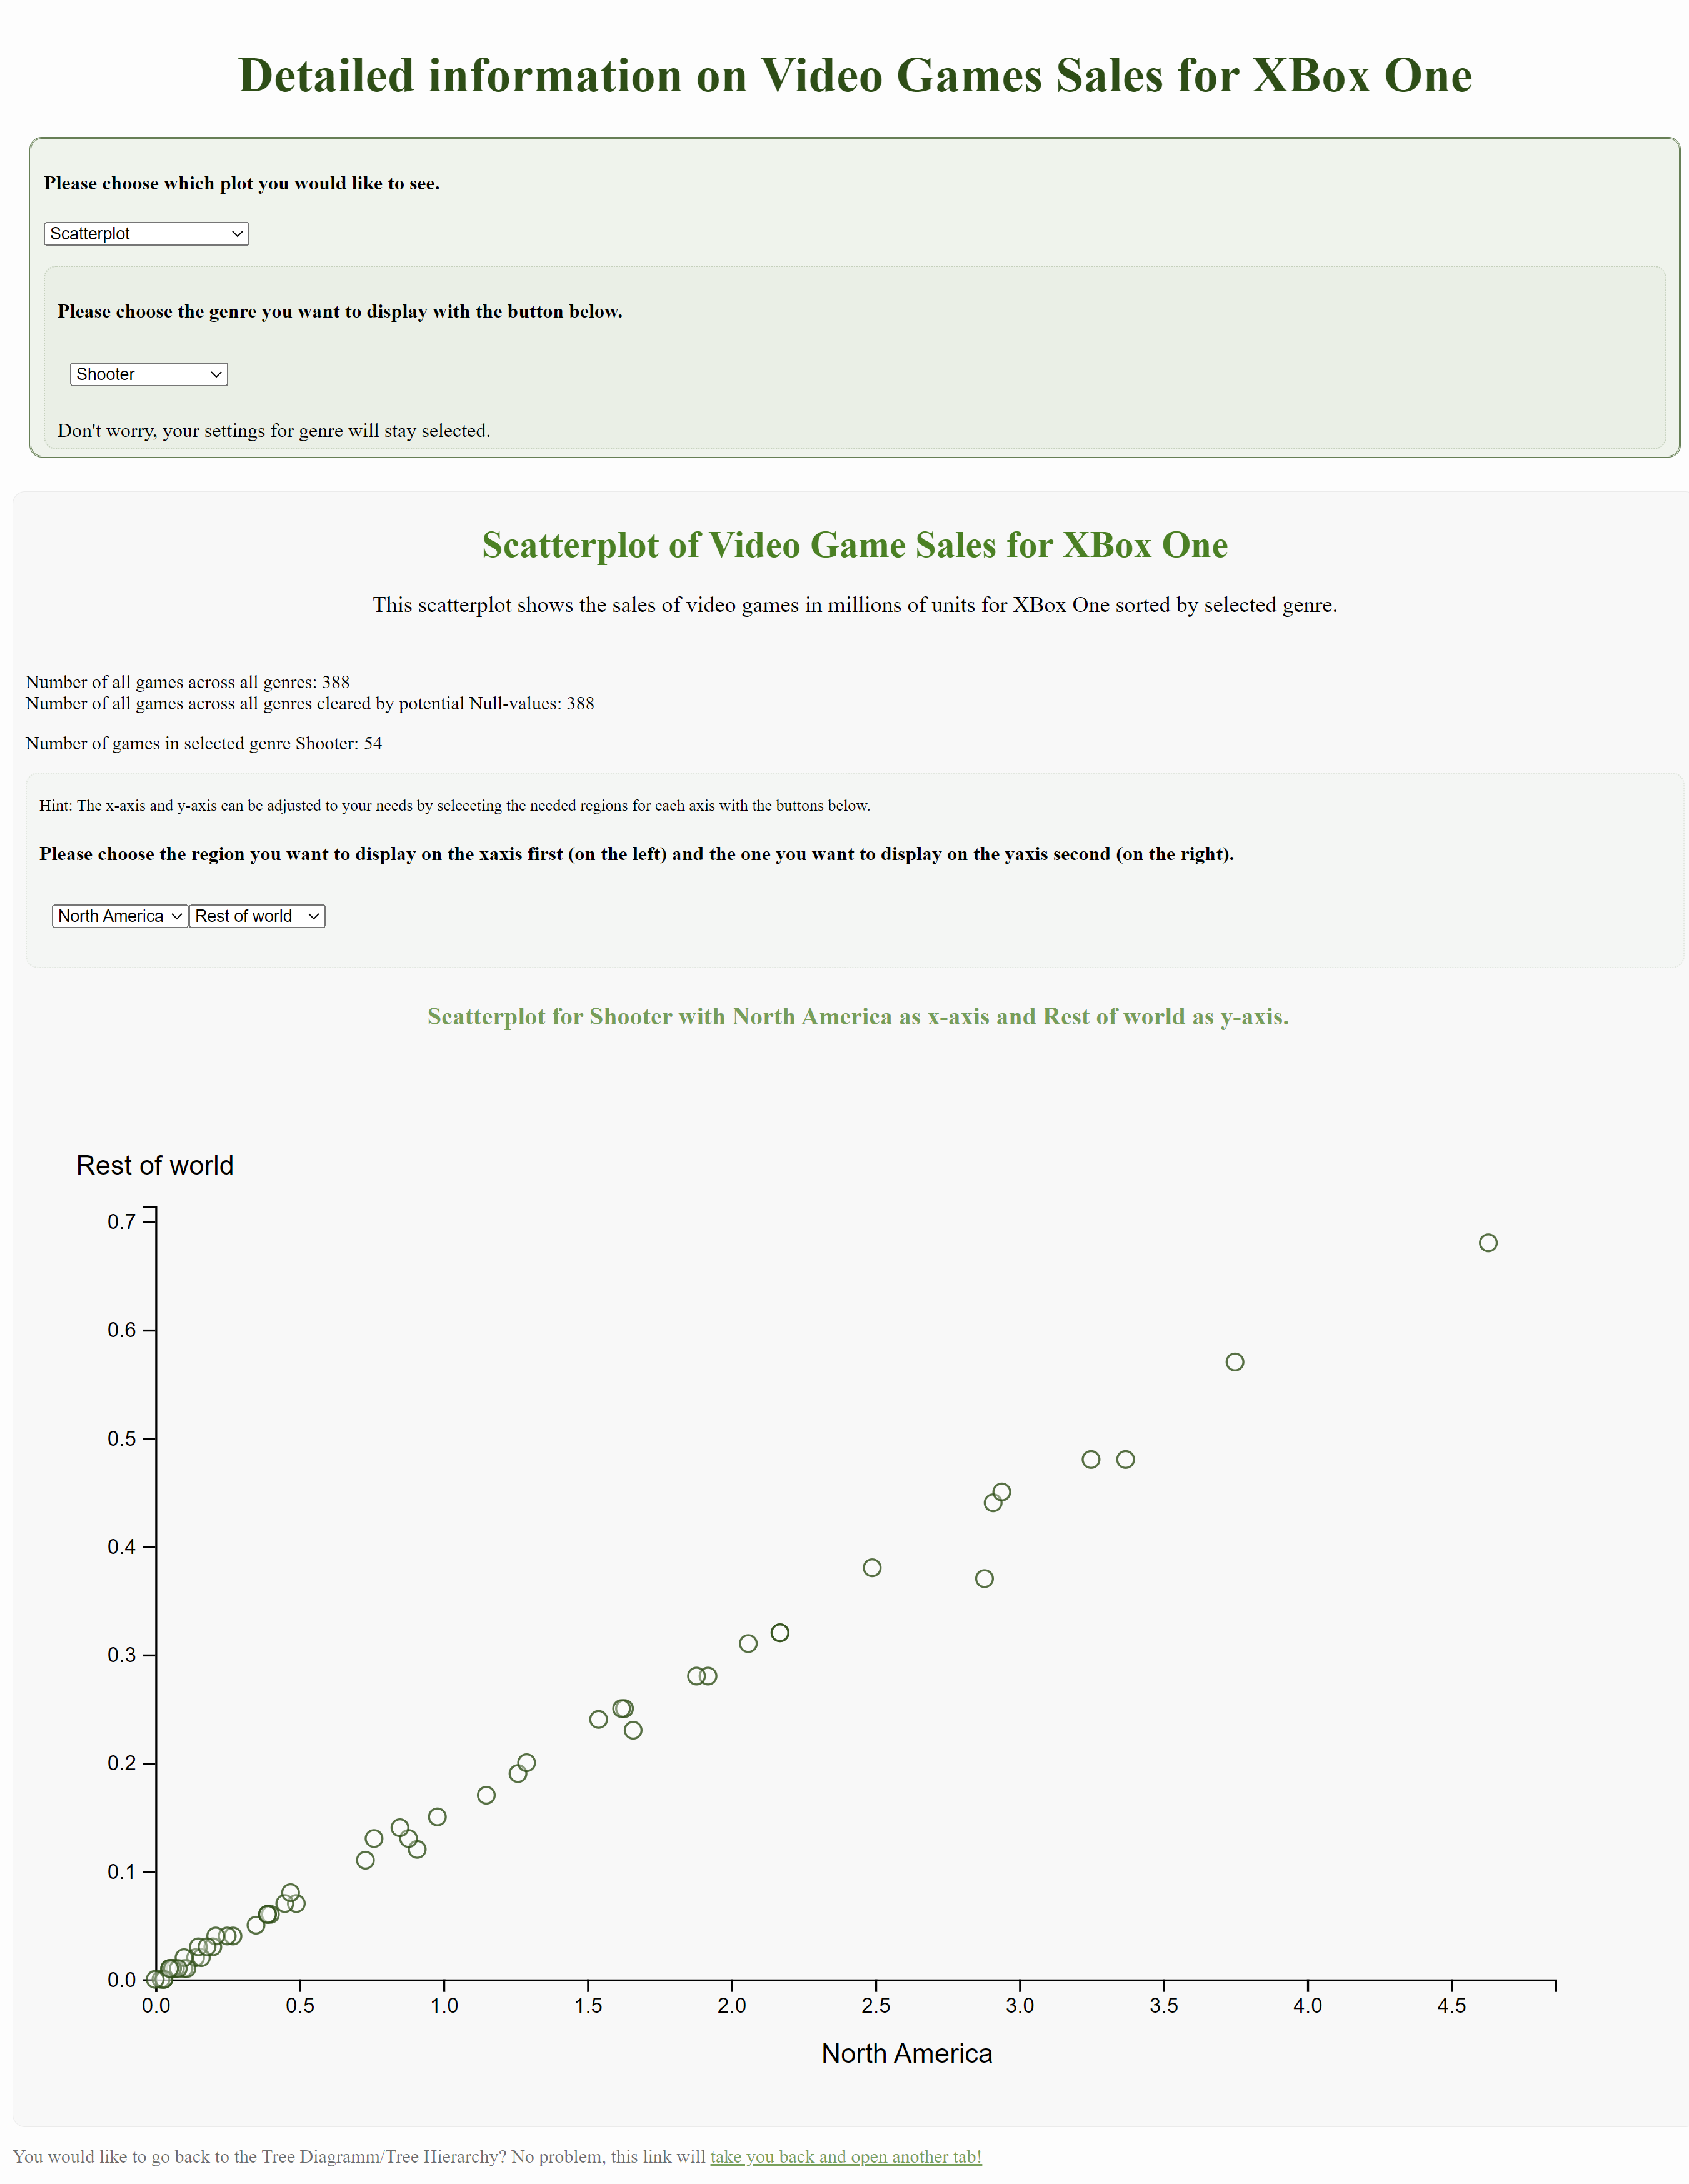 Detailed information on Video Games Sales for XBox One
Please choose which plot you would like to see.
Scatterplot
Please choose the genre you want to display with the button below.
Shooter
Don't worry, your settings for genre will stay selected.
Scatterplot of Video Game Sales for XBox One
This scatterplot shows the sales of video games in millions of units for XBox One sorted by selected genre.
Number of all games across all genres: 388
Number of all games across all genres cleared by potential Null-values: 388
Number of games in selected genre Shooter: 54
Hint: The x-axis and y-axis can be adjusted to your needs by seleceting the needed regions for each axis with the buttons below.
Please choose the region you want to display on the xaxis first (on the left) and the one you want to display on the yaxis second (on the right).
North America Rest of world
Scatterplot for Shooter with North America as x-axis and Rest of world as y-axis.
Rest of world
0.7
0.6
0.5
0.4
0.3
0.2
0.1
0.0
0.0 0.5 1.0 1.5 2.0 2.5 3.0 3.5 4.0 4.5
North America
You would like to go back to the Tree Diagramm/Tree Hierarchy? No problem, this link will take you back and open another tab!